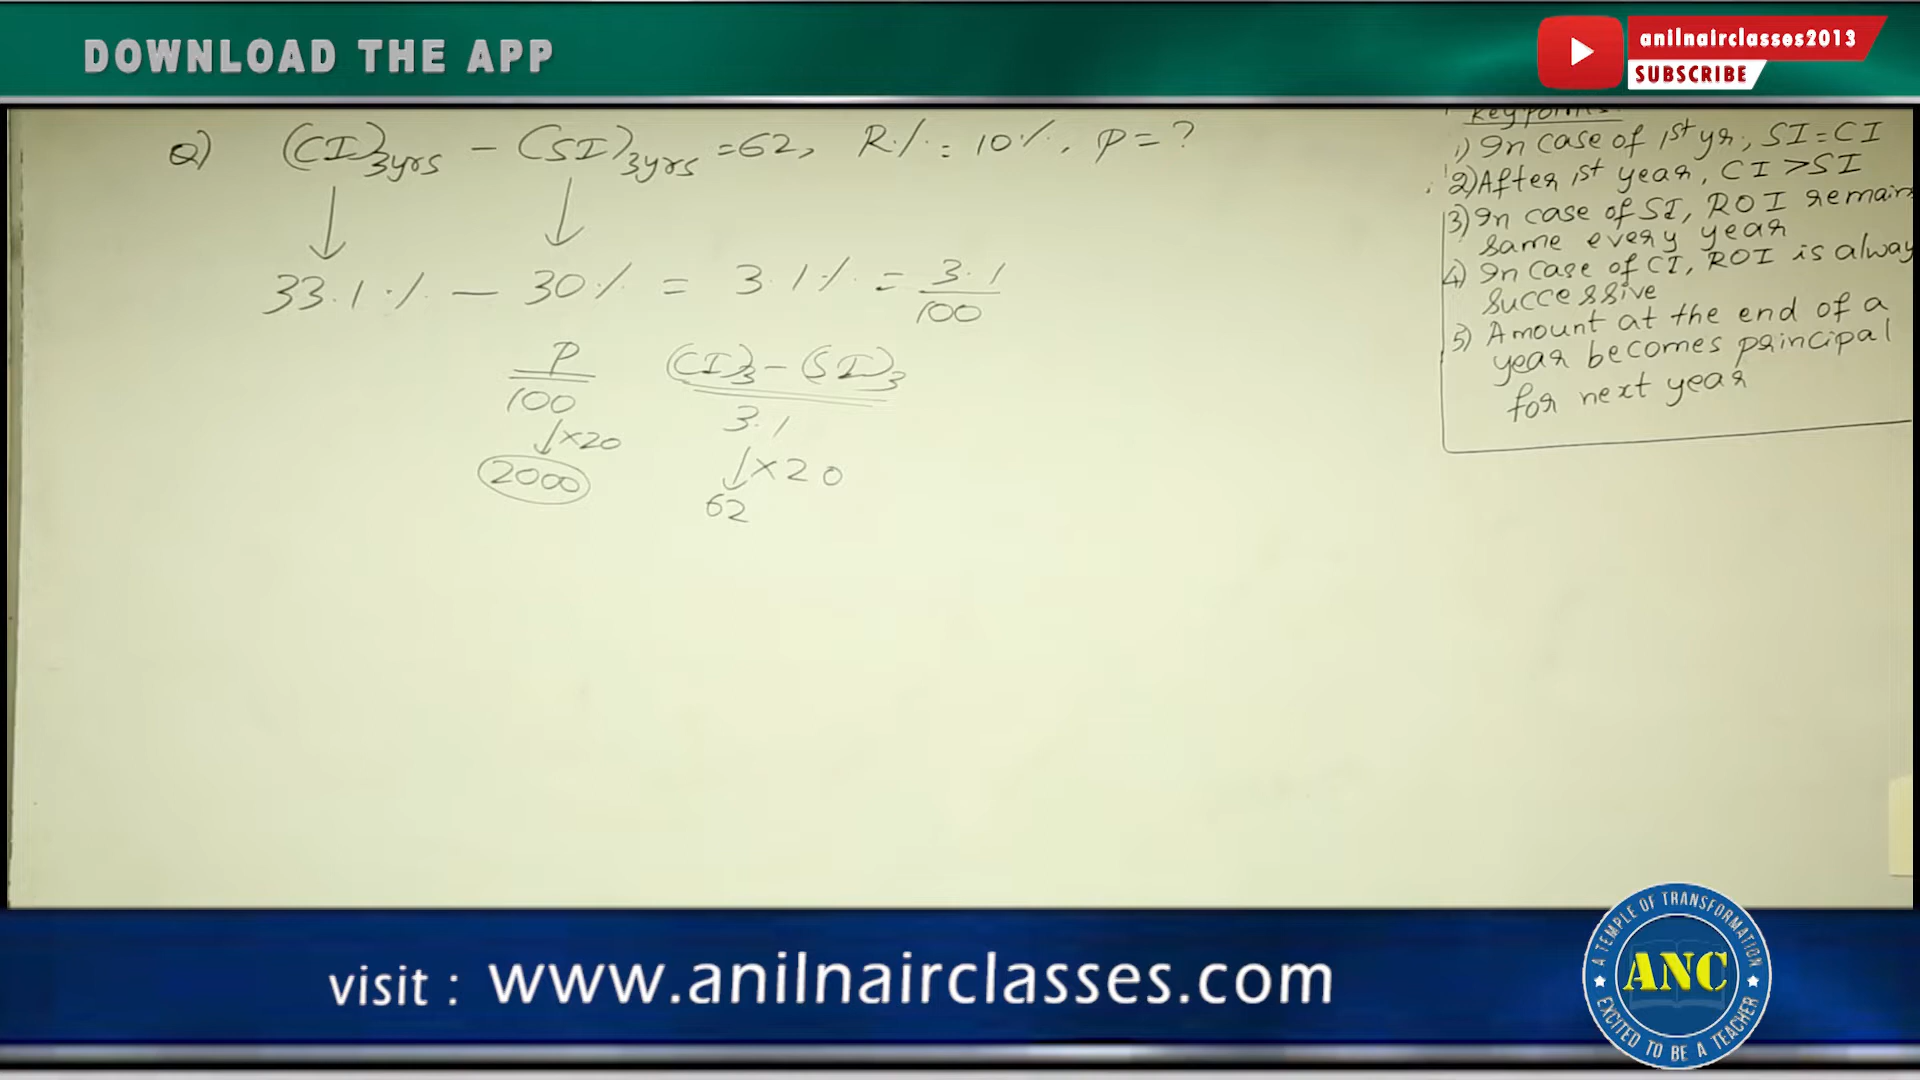 DOWNLOAD THE APP
anilnairclasses2013
SUBSCRIBE
Q) (CI)3yrs - (SI)3yrs = 62, R% = 10%, P = ?
33.1% - 30% = 3.1% = 3.1/100
P (CI)3 - (SI)3
100 3.1
↓×20 ↓×20
2000 62
Key points
1) In case of 1st yr, SI = CI
2) After 1st year, CI > SI
3) In case of SI, ROI remains
same every year
4) In case of CI, ROI is alway
successive
5) Amount at the end of a
year becomes principal
for next year
visit : www.anilnairclasses.com
A TEMPLE OF TRANSFORMATION
ANC
EXCITED TO BE A TEACHER